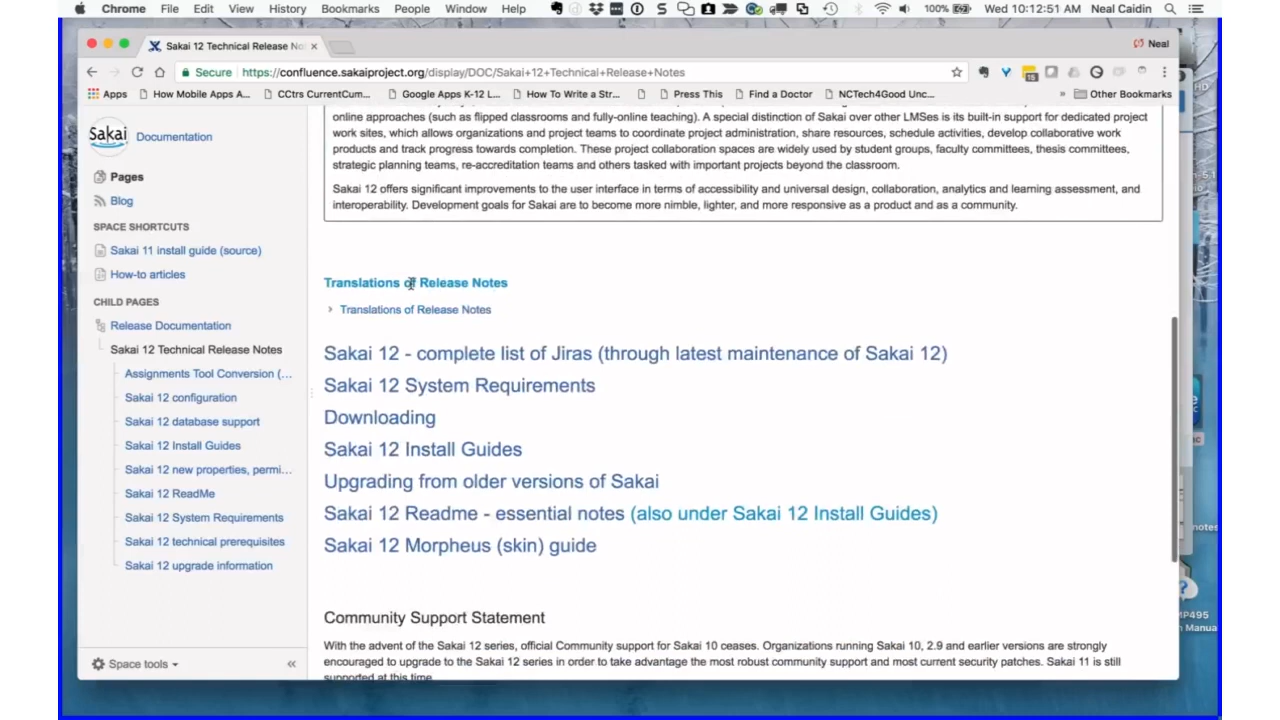 Chrome File Edit View History Bookmarks People Window Help 100% Wed 10:12:51 AM Neal Caidin
Sakai 12 Technical Release No × Neal
Secure https://confluence.sakaiproject.org/display/DOC/Sakai+12+Technical+Release+Notes
Apps How Mobile Apps A... CCtrs CurrentCum... Google Apps K-12 L... How To Write a Str... Press This Find a Doctor NCTech4Good Unc... » Other Bookmarks
Sakai Documentation
Pages
Blog
SPACE SHORTCUTS
Sakai 11 install guide (source)
How-to articles
CHILD PAGES
Release Documentation
Sakai 12 Technical Release Notes
Assignments Tool Conversion (...
Sakai 12 configuration
Sakai 12 database support
Sakai 12 Install Guides
Sakai 12 new properties, permi...
Sakai 12 ReadMe
Sakai 12 System Requirements
Sakai 12 technical prerequisites
Sakai 12 upgrade information
Space tools
online approaches (such as flipped classrooms and fully-online teaching). A special distinction of Sakai over other LMSes is its built-in support for dedicated project
work sites, which allows organizations and project teams to coordinate project administration, share resources, schedule activities, develop collaborative work
products and track progress towards completion. These project collaboration spaces are widely used by student groups, faculty committees, thesis committees,
strategic planning teams, re-accreditation teams and others tasked with important projects beyond the classroom.
Sakai 12 offers significant improvements to the user interface in terms of accessibility and universal design, collaboration, analytics and learning assessment, and
interoperability. Development goals for Sakai are to become more nimble, lighter, and more responsive as a product and as a community.
Translations of Release Notes
Translations of Release Notes
Sakai 12 - complete list of Jiras (through latest maintenance of Sakai 12)
Sakai 12 System Requirements
Downloading
Sakai 12 Install Guides
Upgrading from older versions of Sakai
Sakai 12 Readme - essential notes (also under Sakai 12 Install Guides)
Sakai 12 Morpheus (skin) guide
Community Support Statement
With the advent of the Sakai 12 series, official Community support for Sakai 10 ceases. Organizations running Sakai 10, 2.9 and earlier versions are strongly
encouraged to upgrade to the Sakai 12 series in order to take advantage the most robust community support and most current security patches. Sakai 11 is still
supported at this time.
notes
MP495
Manual